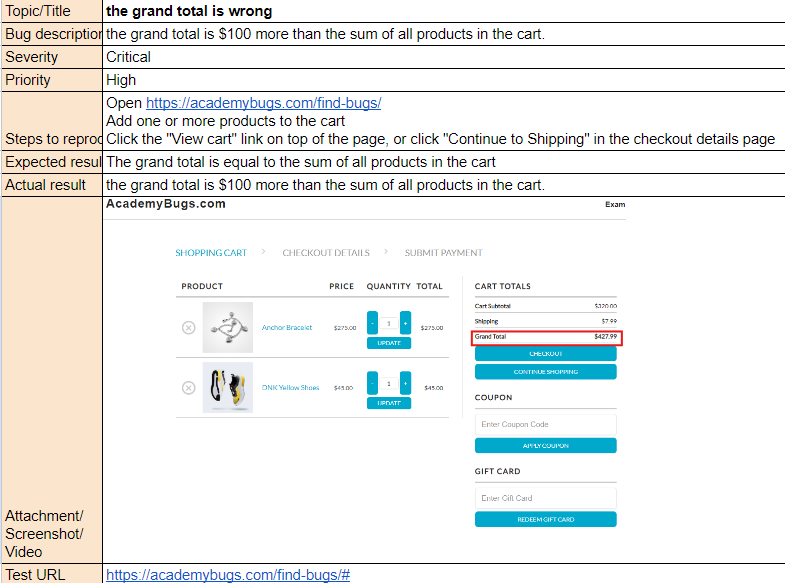 Topic/Title the grand total is wrong
Bug description the grand total is $100 more than the sum of all products in the cart.
Severity Critical
Priority High
Open https://academybugs.com/find-bugs/
Add one or more products to the cart
Steps to reproc Click the "View cart" link on top of the page, or click "Continue to Shipping" in the checkout details page
Expected resul The grand total is equal to the sum of all products in the cart
Actual result the grand total is $100 more than the sum of all products in the cart.
AcademyBugs.com Exam
SHOPPING CART > CHECKOUT DETAILS > SUBMIT PAYMENT
PRODUCT PRICE QUANTITY TOTAL
Anchor Bracelet $275.00 - 1 + $275.00
UPDATE
DNK Yellow Shoes $45.00 - 1 + $45.00
UPDATE
CART TOTALS
Cart Subtotal $320.00
Shipping $7.99
Grand Total $427.99
CHECKOUT
CONTINUE SHOPPING
COUPON
Enter Coupon Code
APPLY COUPON
GIFT CARD
Enter Gift Card
REDEEM GIFT CARD
Attachment/
Screenshot/
Video
Test URL https://academybugs.com/find-bugs/#